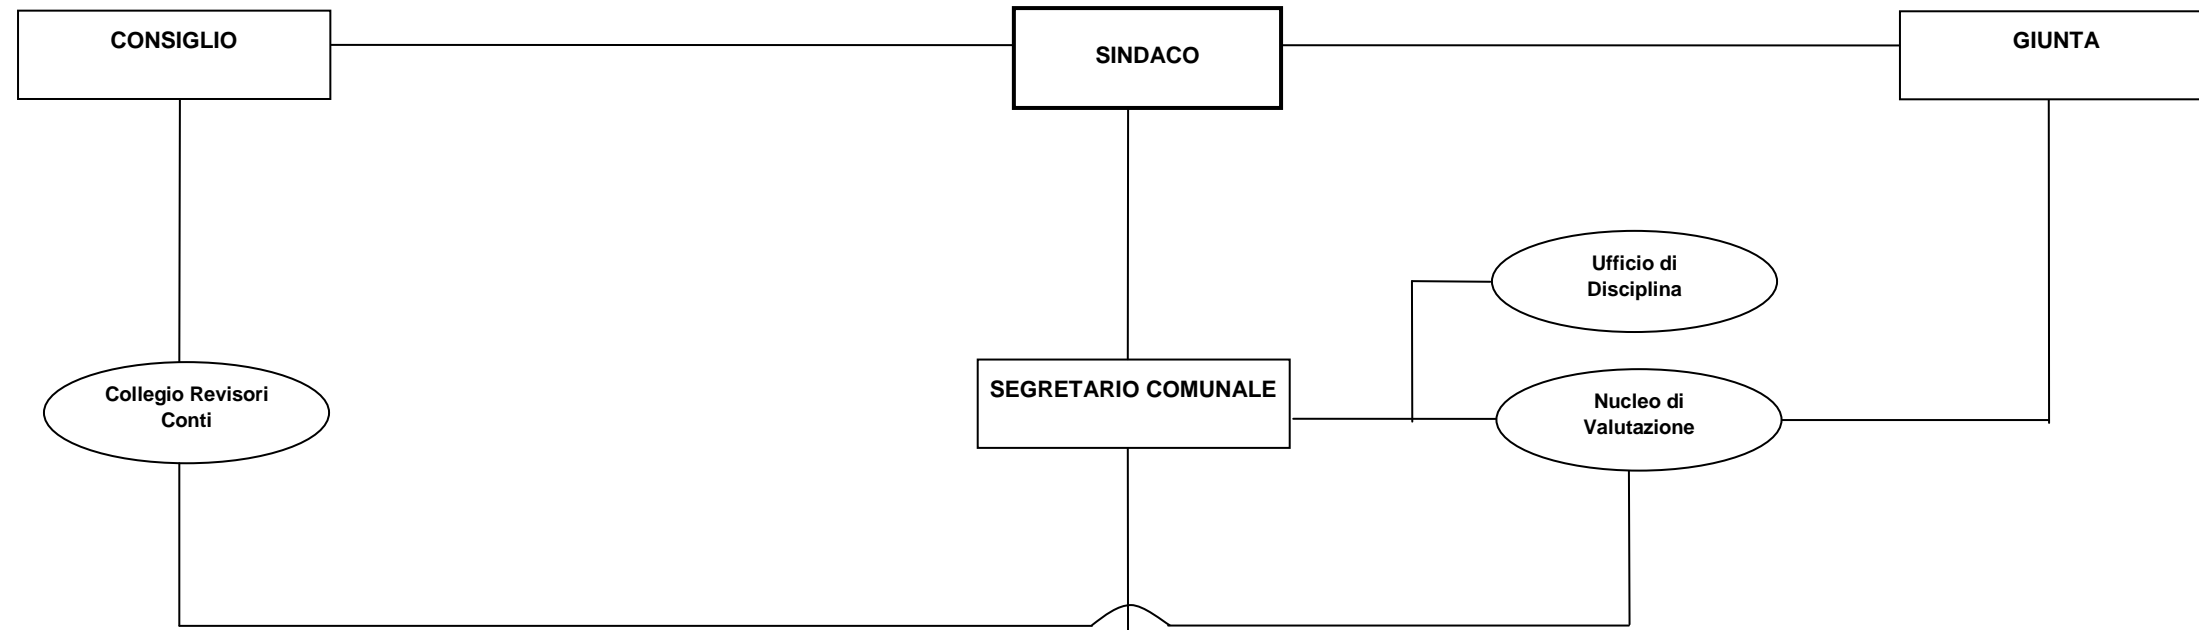 CONSIGLIO
SINDACO
GIUNTA
Ufficio di
Disciplina
SEGRETARIO COMUNALE
Collegio Revisori
Conti
Nucleo di
Valutazione